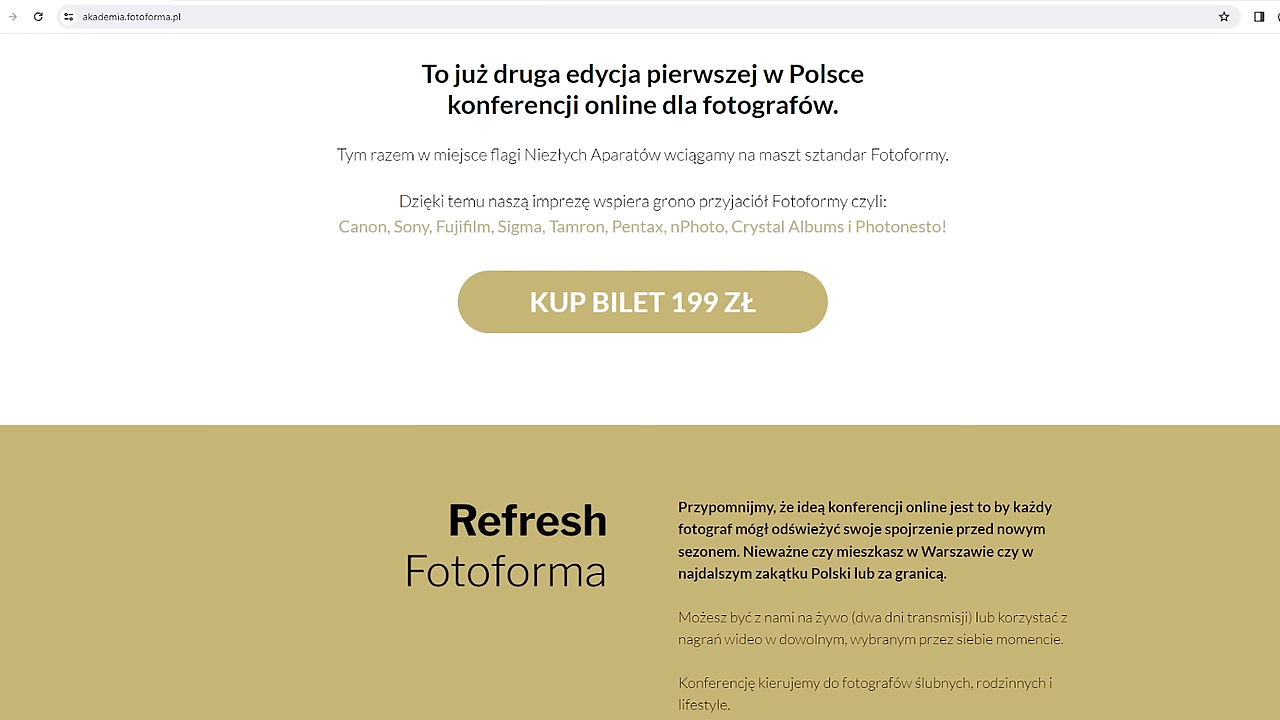 akademia.fotoforma.pl
To już druga edycja pierwszej w Polsce
konferencji online dla fotografów.
Tym razem w miejsce flagi Niezłych Aparatów wciągamy na maszt sztandar Fotoformy.
Dzięki temu naszą imprezę wspiera grono przyjaciół Fotoformy czyli:
Canon, Sony, Fujifilm, Sigma, Tamron, Pentax, nPhoto, Crystal Albums i Photonesto!
KUP BILET 199 ZŁ
Refresh
Fotoforma
Przypomnijmy, że ideą konferencji online jest to by każdy
fotograf mógł odświeżyć swoje spojrzenie przed nowym
sezonem. Nieważne czy mieszkasz w Warszawie czy w
najdalszym zakątku Polski lub za granicą.
Możesz być z nami na żywo (dwa dni transmisji) lub korzystać z
nagrań wideo w dowolnym, wybranym przez siebie momencie.
Konferencję kierujemy do fotografów ślubnych, rodzinnych i
lifestyle.